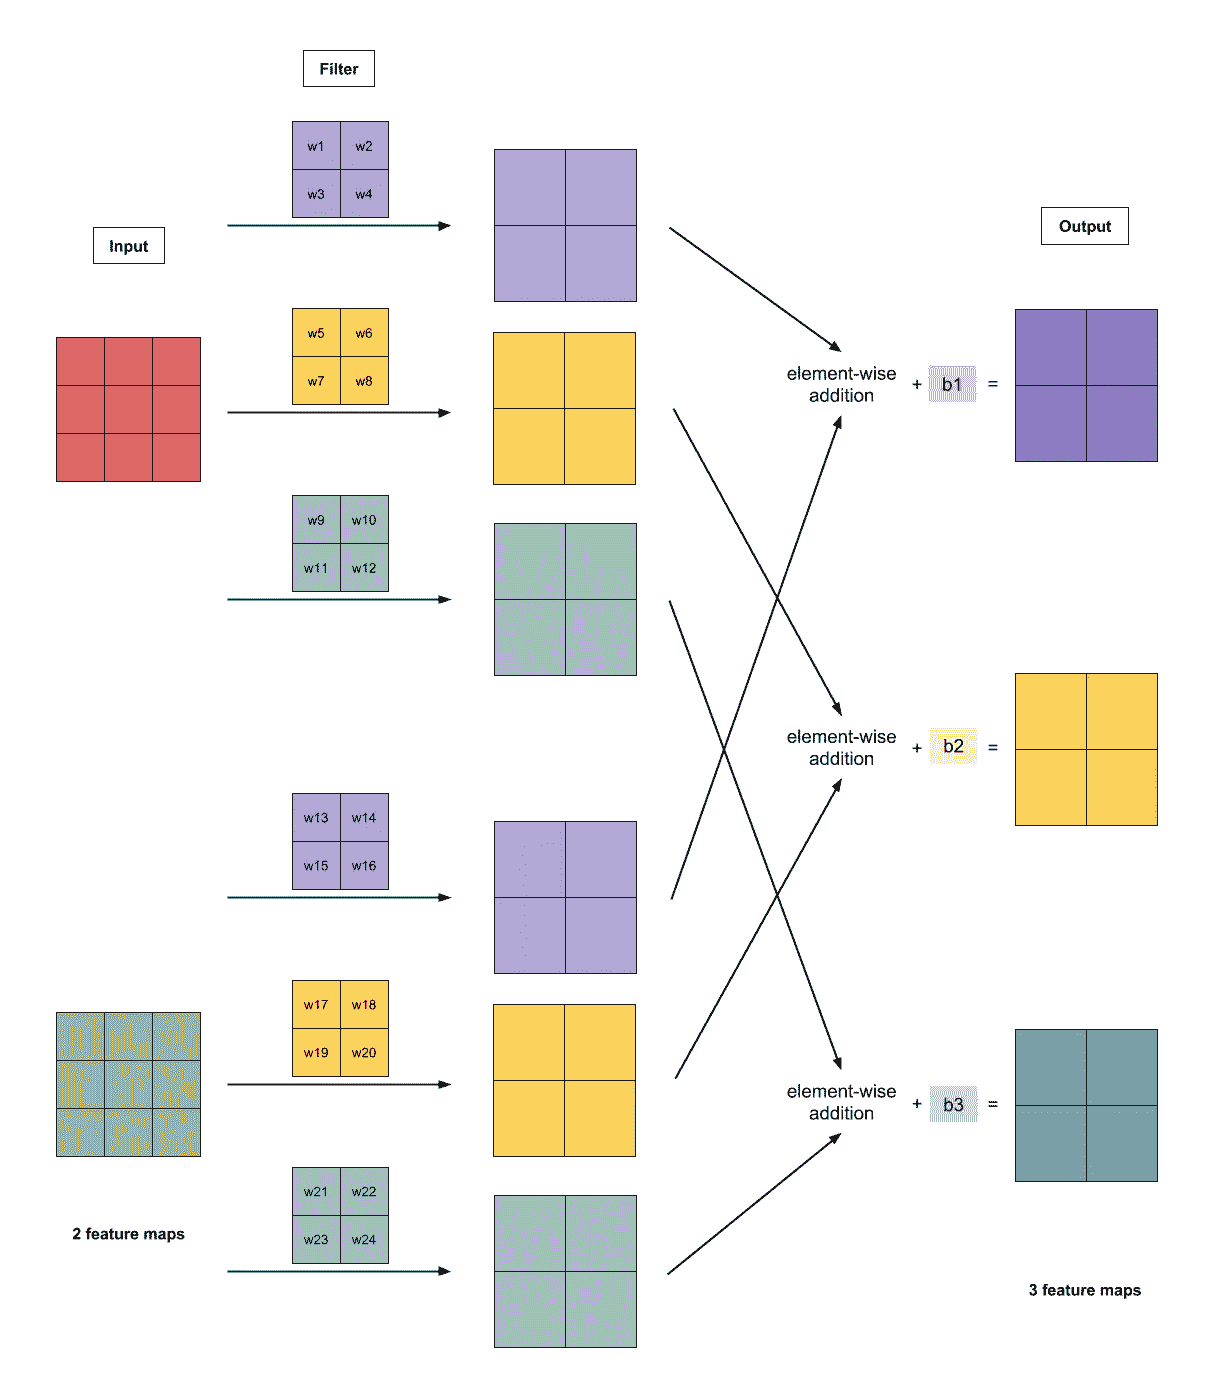 Filter
w1 w2
w3 w4
Input
Output
w5 w6
w7 w8
element-wise
addition + b1 =
w9 w10
w11 w12
element-wise
addition + b2 =
w13 w14
w15 w16
w17 w18
w19 w20
element-wise
addition + b3 =
w21 w22
w23 w24
2 feature maps
3 feature maps